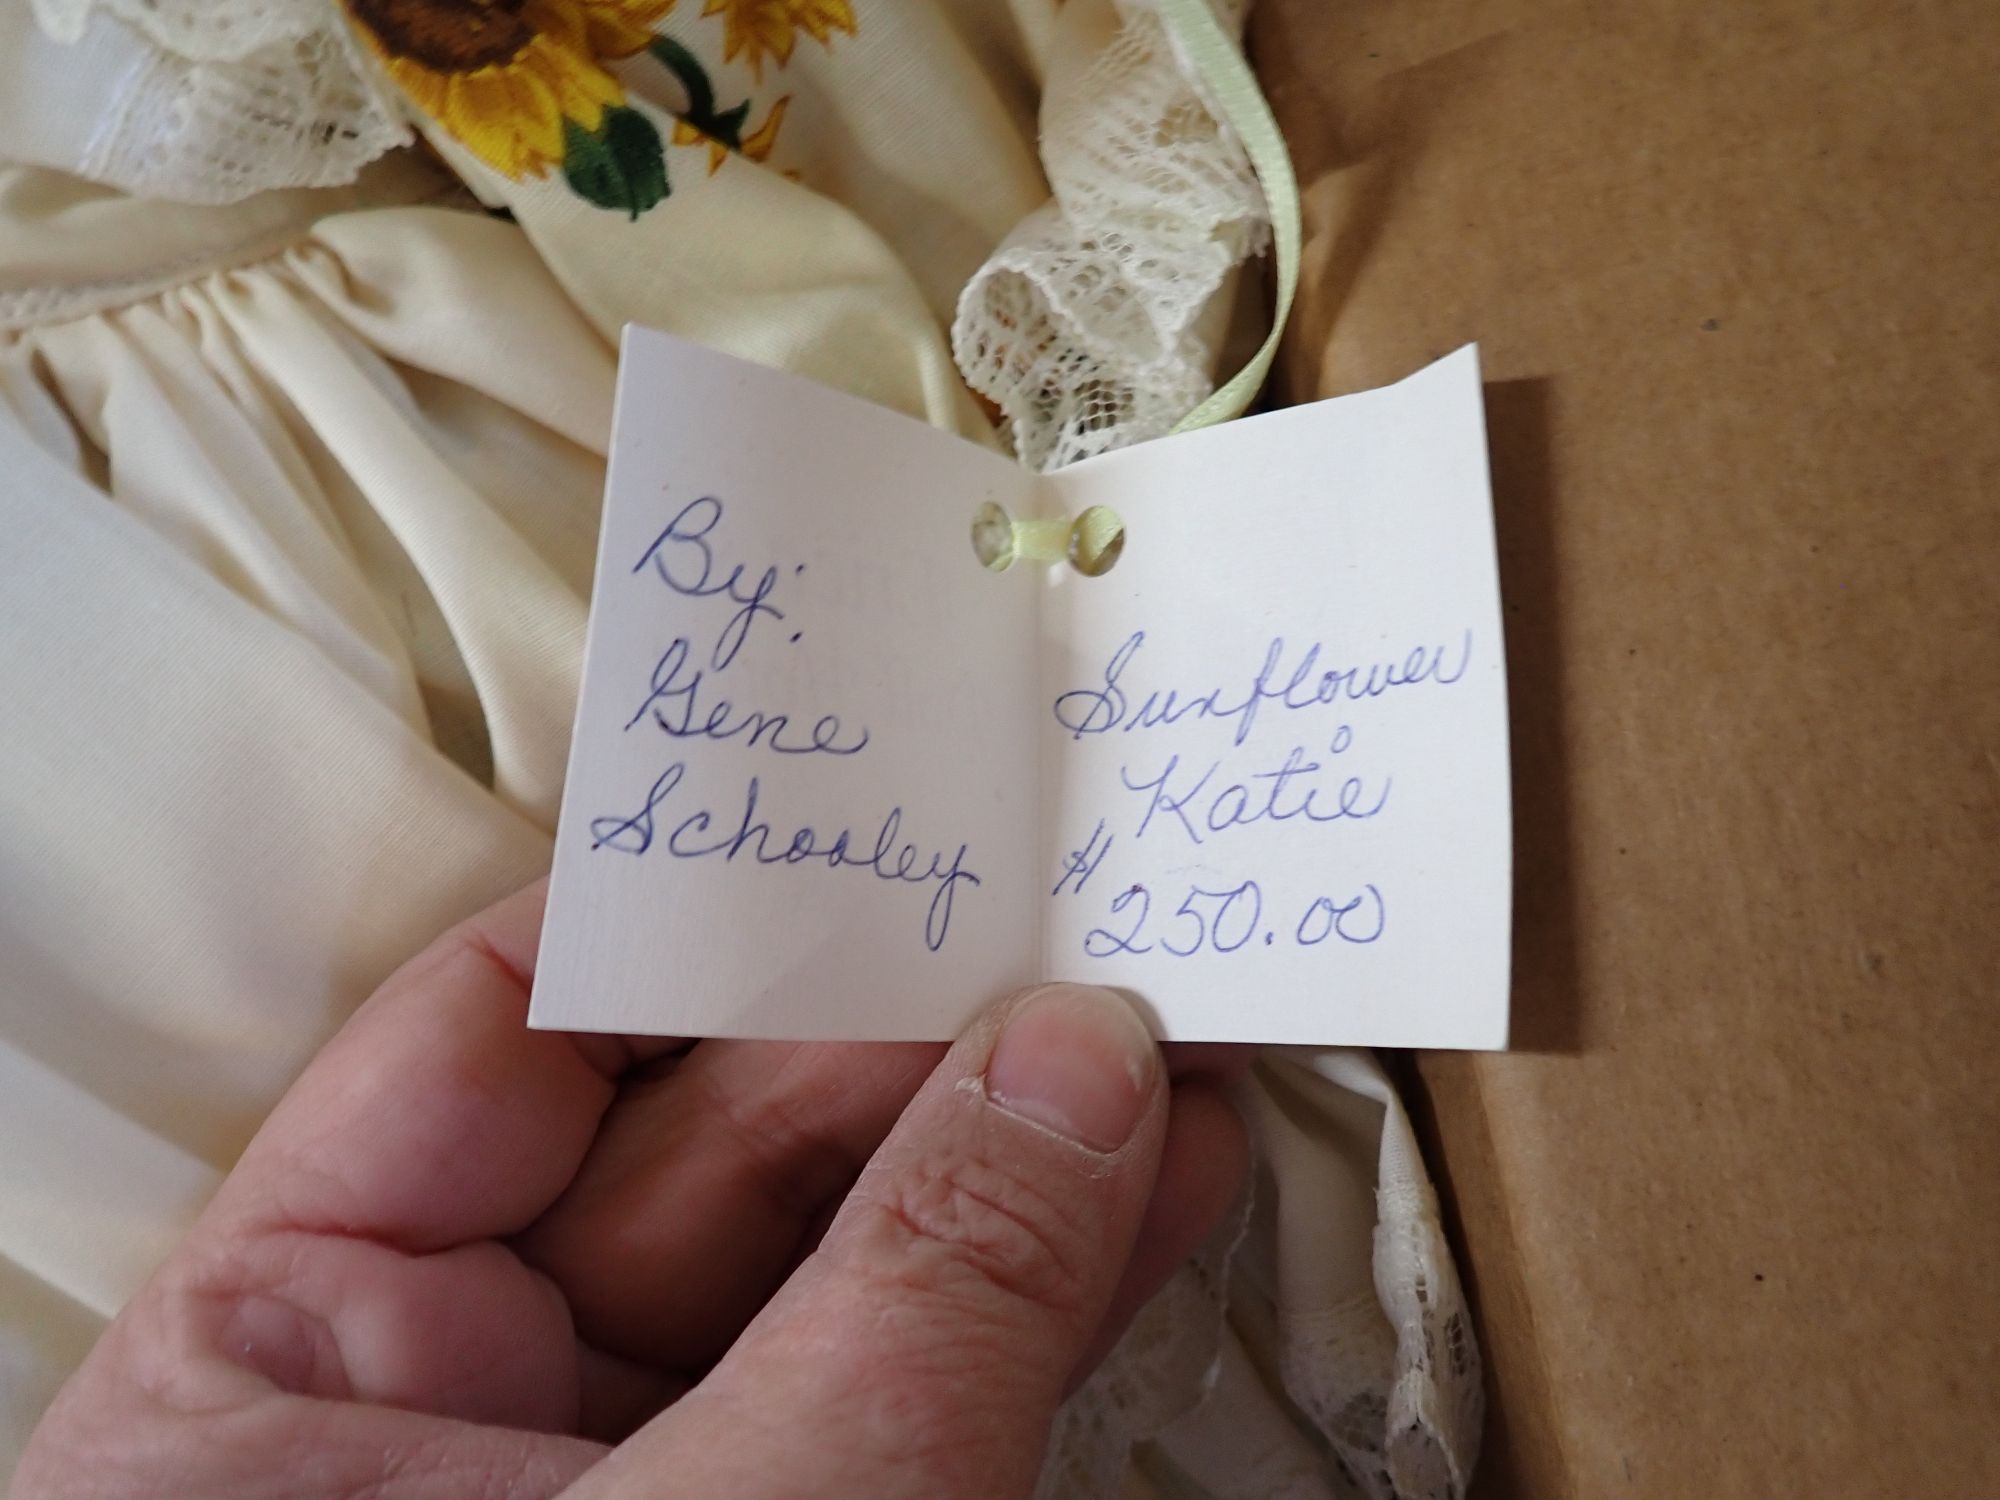 By:
Gene
Schooley
Sunflower
Katie
$250.00